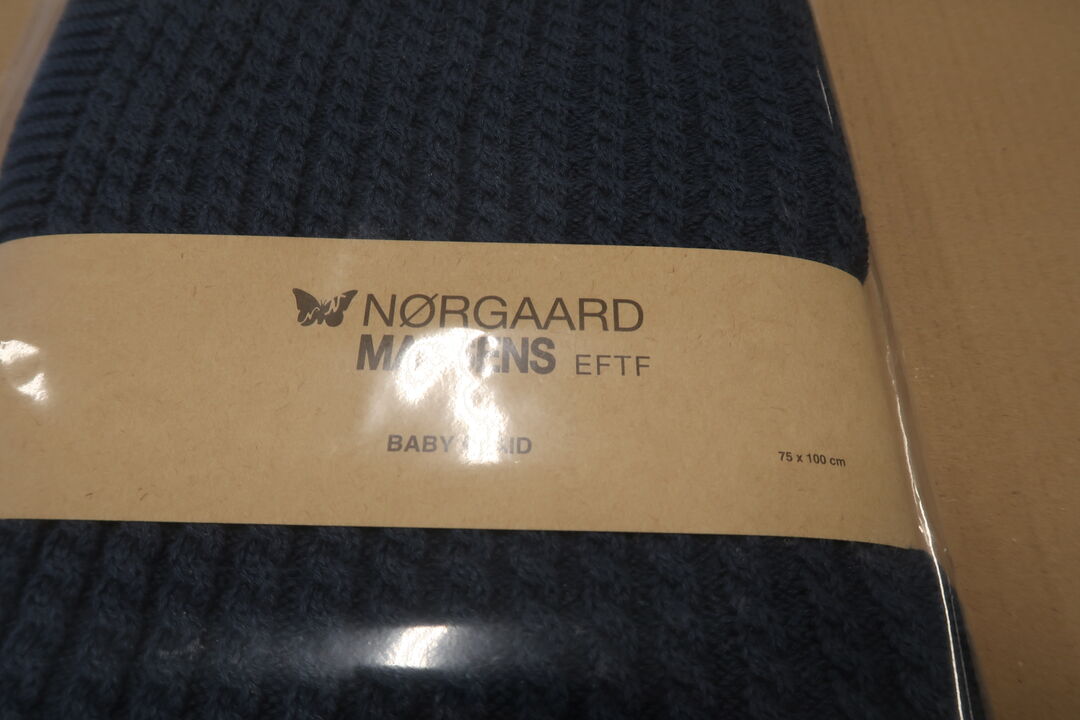 NØRGAARD
EFTF
BABY
75 x 100 cm